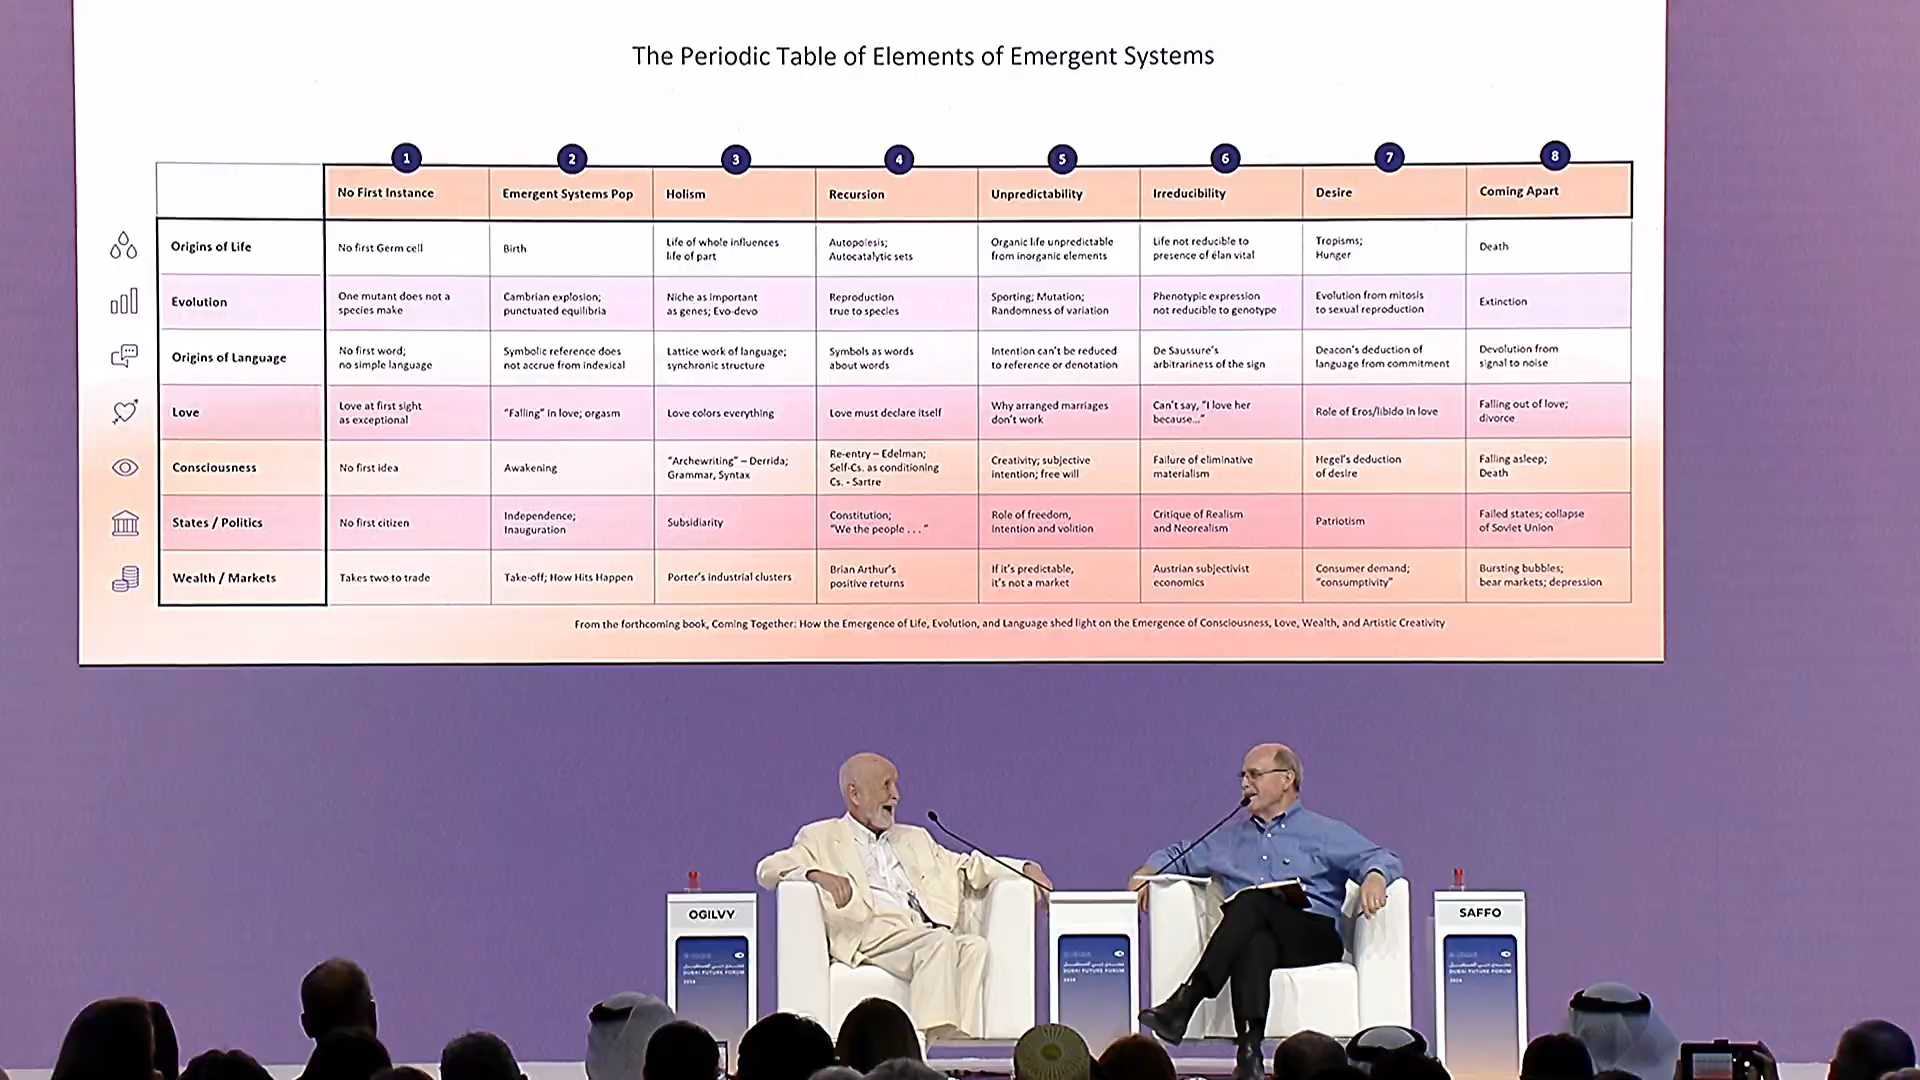 The Periodic Table of Elements of Emergent Systems
1
2
3
4
5
6
7
8
No First Instance
Emergent Systems Pop
Holism
Recursion
Unpredictability
Irreducibility
Desire
Coming Apart
Origins of Life
No first Germ cell
Birth
Life of whole influences
life of part
Autopolesis;
Autocatalytic sets
Organic life unpredictable
from inorganic elements
Life not reducible to
presence of élan vital
Tropisms;
Hunger
Death
Evolution
One mutant does not a
species make
Cambrian explosion;
punctuated equilibria
Niche as important
as genes; Evo-devo
Reproduction
true to species
Sporting; Mutation;
Randomness of variation
Phenotypic expression
not reducible to genotype
Evolution from mitosis
to sexual reproduction
Extinction
Origins of Language
No first word;
no simple language
Symbolic reference does
not accrue from indexical
Lattice work of language;
synchronic structure
Symbols as words
about words
Intention can't be reduced
to reference or denotation
De Saussure's
arbitrariness of the sign
Deacon's deduction of
language from commitment
Devolution from
signal to noise
Love
Love at first sight
as exceptional
"Falling" in love; orgasm
Love colors everything
Love must declare itself
Why arranged marriages
don't work
Can't say, "I love her
because..."
Role of Eros/libido in love
Falling out of love;
divorce
Consciousness
No first idea
Awakening
"Archewriting" – Derrida;
Grammar, Syntax
Re-entry – Edelman;
Self-Cs. as conditioning
Cs. - Sartre
Creativity; subjective
intention; free will
Failure of eliminative
materialism
Hegel's deduction
of desire
Falling asleep;
Death
States / Politics
No first citizen
Independence;
Inauguration
Subsidiarity
Constitution;
"We the people . . . "
Role of freedom,
intention and volition
Critique of Realism
and Neorealism
Patriotism
Failed states; collapse
of Soviet Union
Wealth / Markets
Takes two to trade
Take-off; How Hits Happen
Porter's industrial clusters
Brian Arthur's
positive returns
If it's predictable,
it's not a market
Austrian subjectivist
economics
Consumer demand;
"consumptivity"
Bursting bubbles;
bear markets; depression
From the forthcoming book, Coming Together: How the Emergence of Life, Evolution, and Language shed light on the Emergence of Consciousness, Love, Wealth, and Artistic Creativity
OGILVY
SAFFO
DUBAI FUTURE FORUM
2024
DUBAI FUTURE FORUM
2024
DUBAI FUTURE FORUM
2024